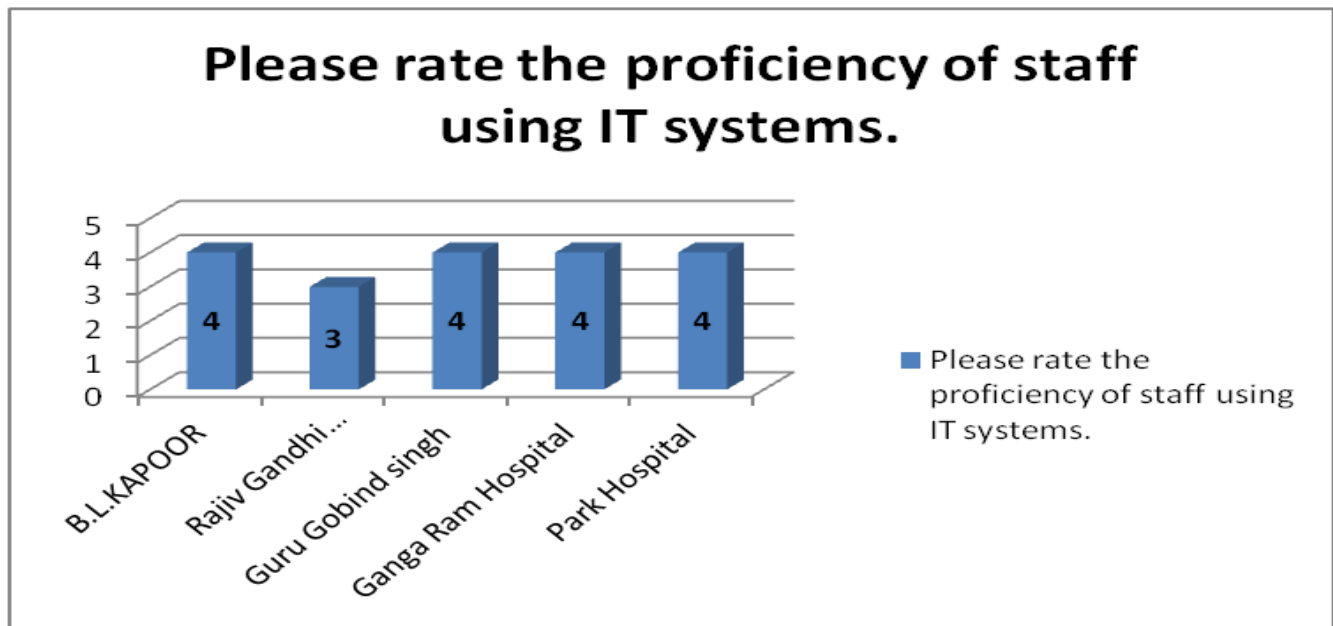 Please rate the proficiency of staff
using IT systems.
5
4
3
2
1
0
4
3
4
4
4
B.L.KAPOOR
Rajiv Gandhi ...
Guru Gobind singh
Ganga Ram Hospital
Park Hospital
Please rate the
proficiency of staff using
IT systems.